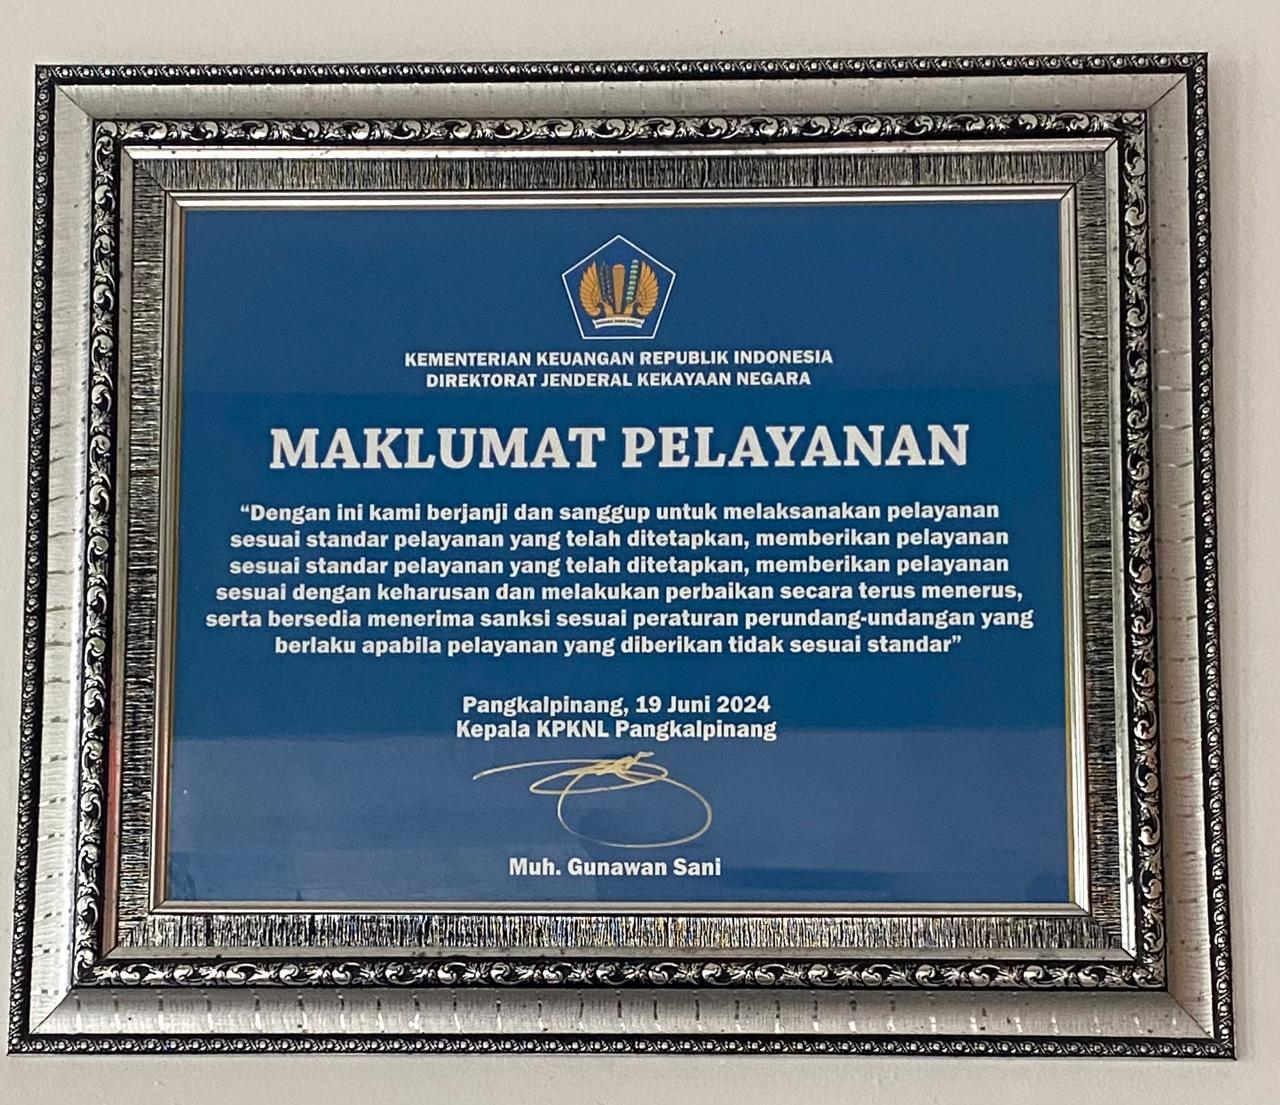 KEMENTERIAN KEUANGAN REPUBLIK INDONESIA
DIREKTORAT JENDERAL KEKAYAAN NEGARA
MAKLUMAT PELAYANAN
“Dengan ini kami berjanji dan sanggup untuk melaksanakan pelayanan
sesuai standar pelayanan yang telah ditetapkan, memberikan pelayanan
sesuai standar pelayanan yang telah ditetapkan, memberikan pelayanan
sesuai dengan keharusan dan melakukan perbaikan secara terus menerus,
serta bersedia menerima sanksi sesuai peraturan perundang-undangan yang
berlaku apabila pelayanan yang diberikan tidak sesuai standar”
Pangkalpinang, 19 Juni 2024
Kepala KPKNL Pangkalpinang
Muh. Gunawan Sani